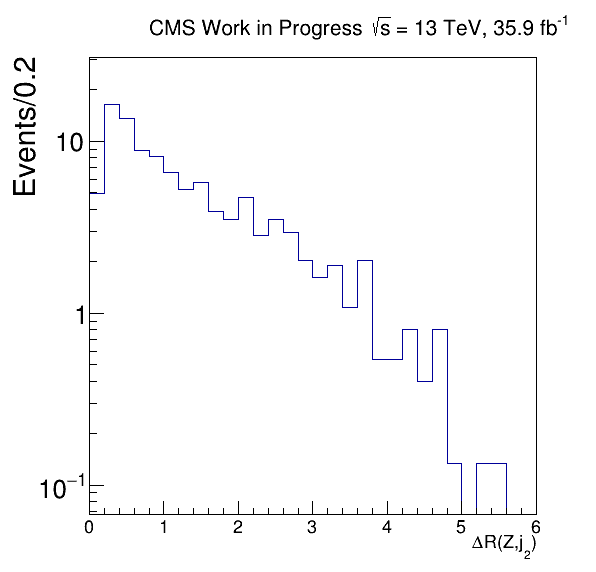 CMS Work in Progress √s = 13 TeV, 35.9 fb⁻¹
Events/0.2
10
1
10⁻¹
0 1 2 3 4 5 6
ΔR(Z,j₂)